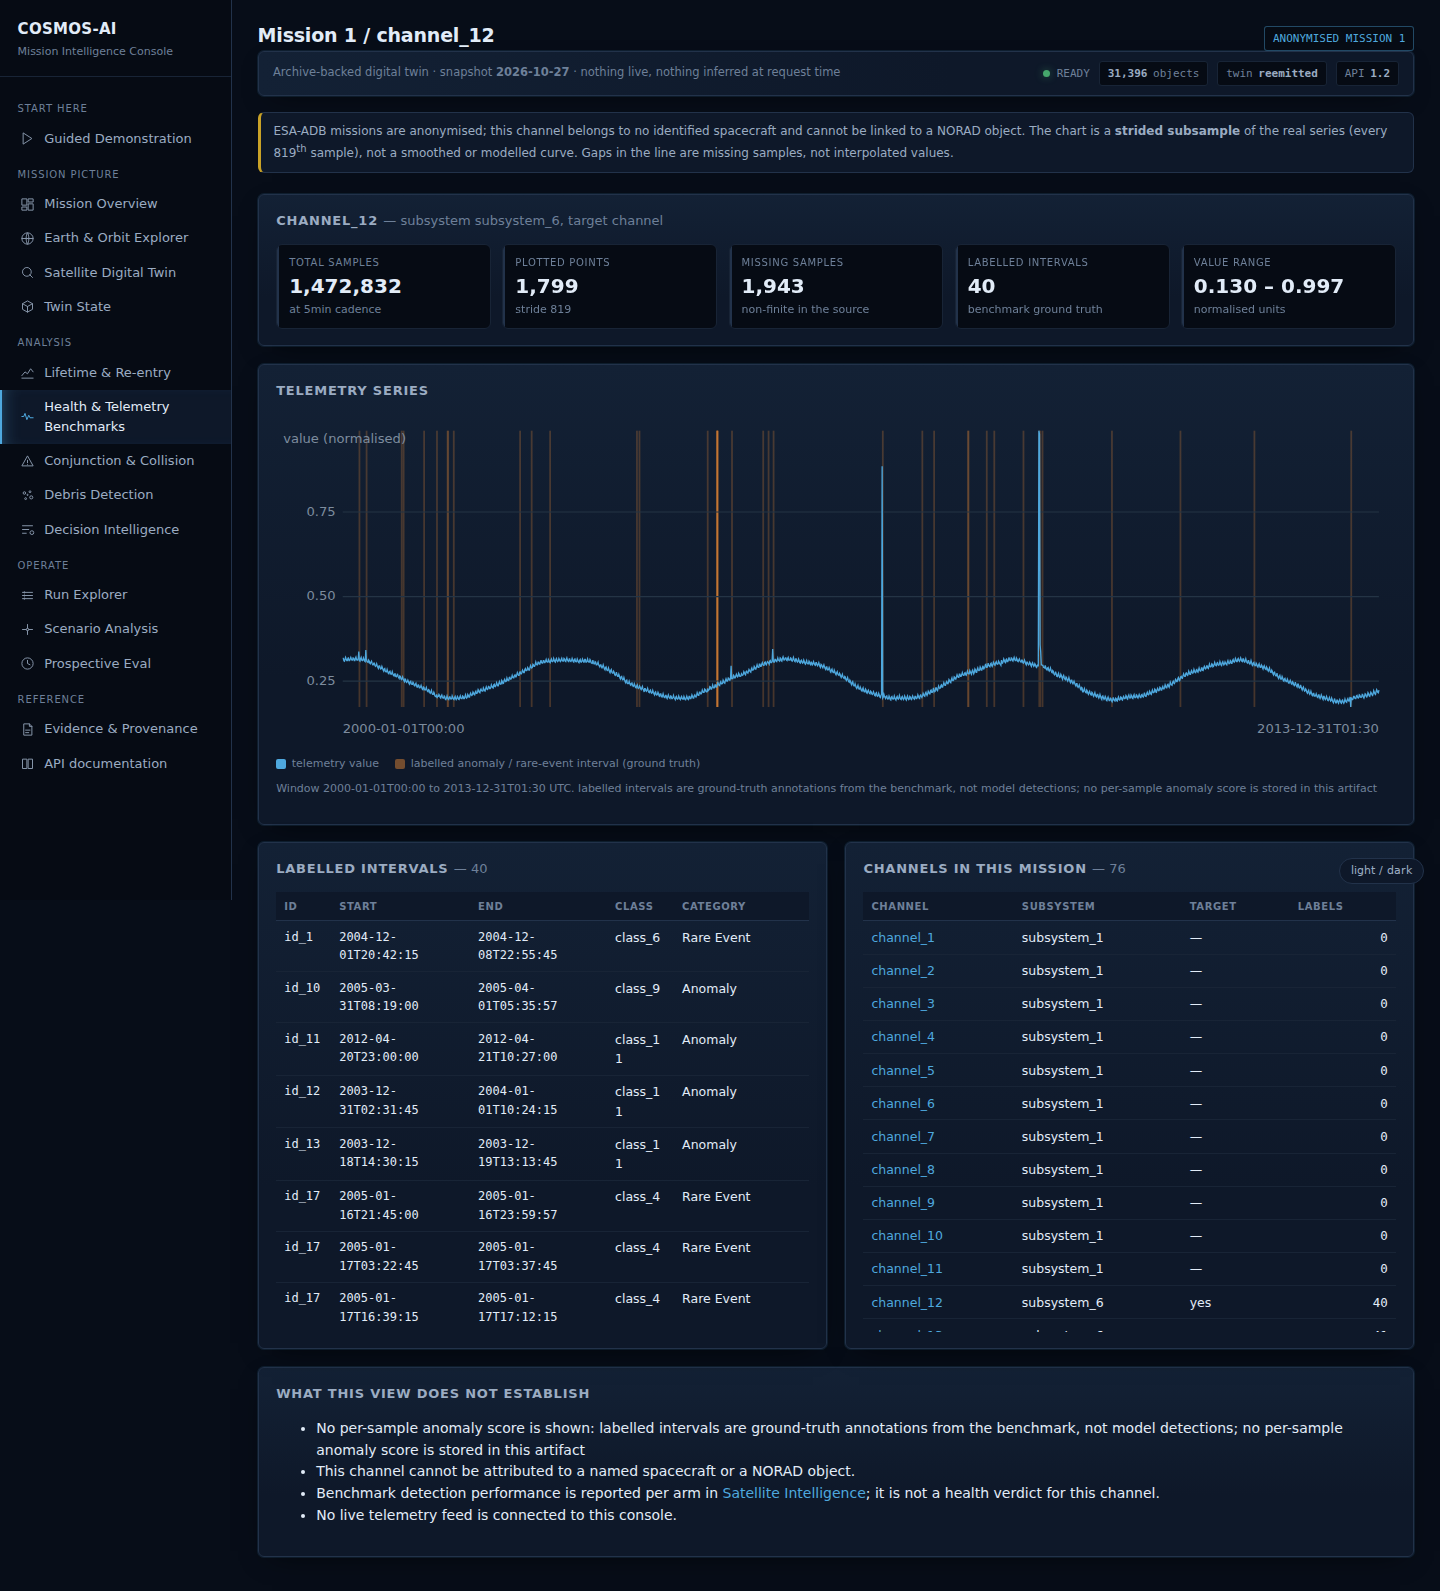 COSMOS-AI
Mission Intelligence Console
START HERE
Guided Demonstration
MISSION PICTURE
Mission Overview
Earth & Orbit Explorer
Satellite Digital Twin
Twin State
ANALYSIS
Lifetime & Re-entry
Health & Telemetry
Benchmarks
Conjunction & Collision
Debris Detection
Decision Intelligence
OPERATE
Run Explorer
Scenario Analysis
Prospective Eval
REFERENCE
Evidence & Provenance
API documentation
Mission 1 / channel_12
ANONYMISED MISSION 1
Archive-backed digital twin · snapshot 2026-10-27 · nothing live, nothing inferred at request time
READY
31,396 objects
twin reemitted
API 1.2
ESA-ADB missions are anonymised; this channel belongs to no identified spacecraft and cannot be linked to a NORAD object. The chart is a strided subsample of the real series (every
819th sample), not a smoothed or modelled curve. Gaps in the line are missing samples, not interpolated values.
CHANNEL_12 — subsystem subsystem_6, target channel
TOTAL SAMPLES
1,472,832
at 5min cadence
PLOTTED POINTS
1,799
stride 819
MISSING SAMPLES
1,943
non-finite in the source
LABELLED INTERVALS
40
benchmark ground truth
VALUE RANGE
0.130 – 0.997
normalised units
TELEMETRY SERIES
value (normalised)
0.75
0.50
0.25
2000-01-01T00:00
2013-12-31T01:30
telemetry value
labelled anomaly / rare-event interval (ground truth)
Window 2000-01-01T00:00 to 2013-12-31T01:30 UTC. labelled intervals are ground-truth annotations from the benchmark, not model detections; no per-sample anomaly score is stored in this artifact
LABELLED INTERVALS — 40
ID START END CLASS CATEGORY
id_1 2004-12- 2004-12- class_6 Rare Event
01T20:42:15 08T22:55:45
id_10 2005-03- 2005-04- class_9 Anomaly
31T08:19:00 01T05:35:57
id_11 2012-04- 2012-04- class_1 Anomaly
20T23:00:00 21T10:27:00 1
id_12 2003-12- 2004-01- class_1 Anomaly
31T02:31:45 01T10:24:15 1
id_13 2003-12- 2003-12- class_1 Anomaly
18T14:30:15 19T13:13:45 1
id_17 2005-01- 2005-01- class_4 Rare Event
16T21:45:00 16T23:59:57
id_17 2005-01- 2005-01- class_4 Rare Event
17T03:22:45 17T03:37:45
id_17 2005-01- 2005-01- class_4 Rare Event
17T16:39:15 17T17:12:15
CHANNELS IN THIS MISSION — 76
light / dark
CHANNEL SUBSYSTEM TARGET LABELS
channel_1 subsystem_1 — 0
channel_2 subsystem_1 — 0
channel_3 subsystem_1 — 0
channel_4 subsystem_1 — 0
channel_5 subsystem_1 — 0
channel_6 subsystem_1 — 0
channel_7 subsystem_1 — 0
channel_8 subsystem_1 — 0
channel_9 subsystem_1 — 0
channel_10 subsystem_1 — 0
channel_11 subsystem_1 — 0
channel_12 subsystem_6 yes 40
WHAT THIS VIEW DOES NOT ESTABLISH
• No per-sample anomaly score is shown: labelled intervals are ground-truth annotations from the benchmark, not model detections; no per-sample
anomaly score is stored in this artifact
• This channel cannot be attributed to a named spacecraft or a NORAD object.
• Benchmark detection performance is reported per arm in Satellite Intelligence; it is not a health verdict for this channel.
• No live telemetry feed is connected to this console.